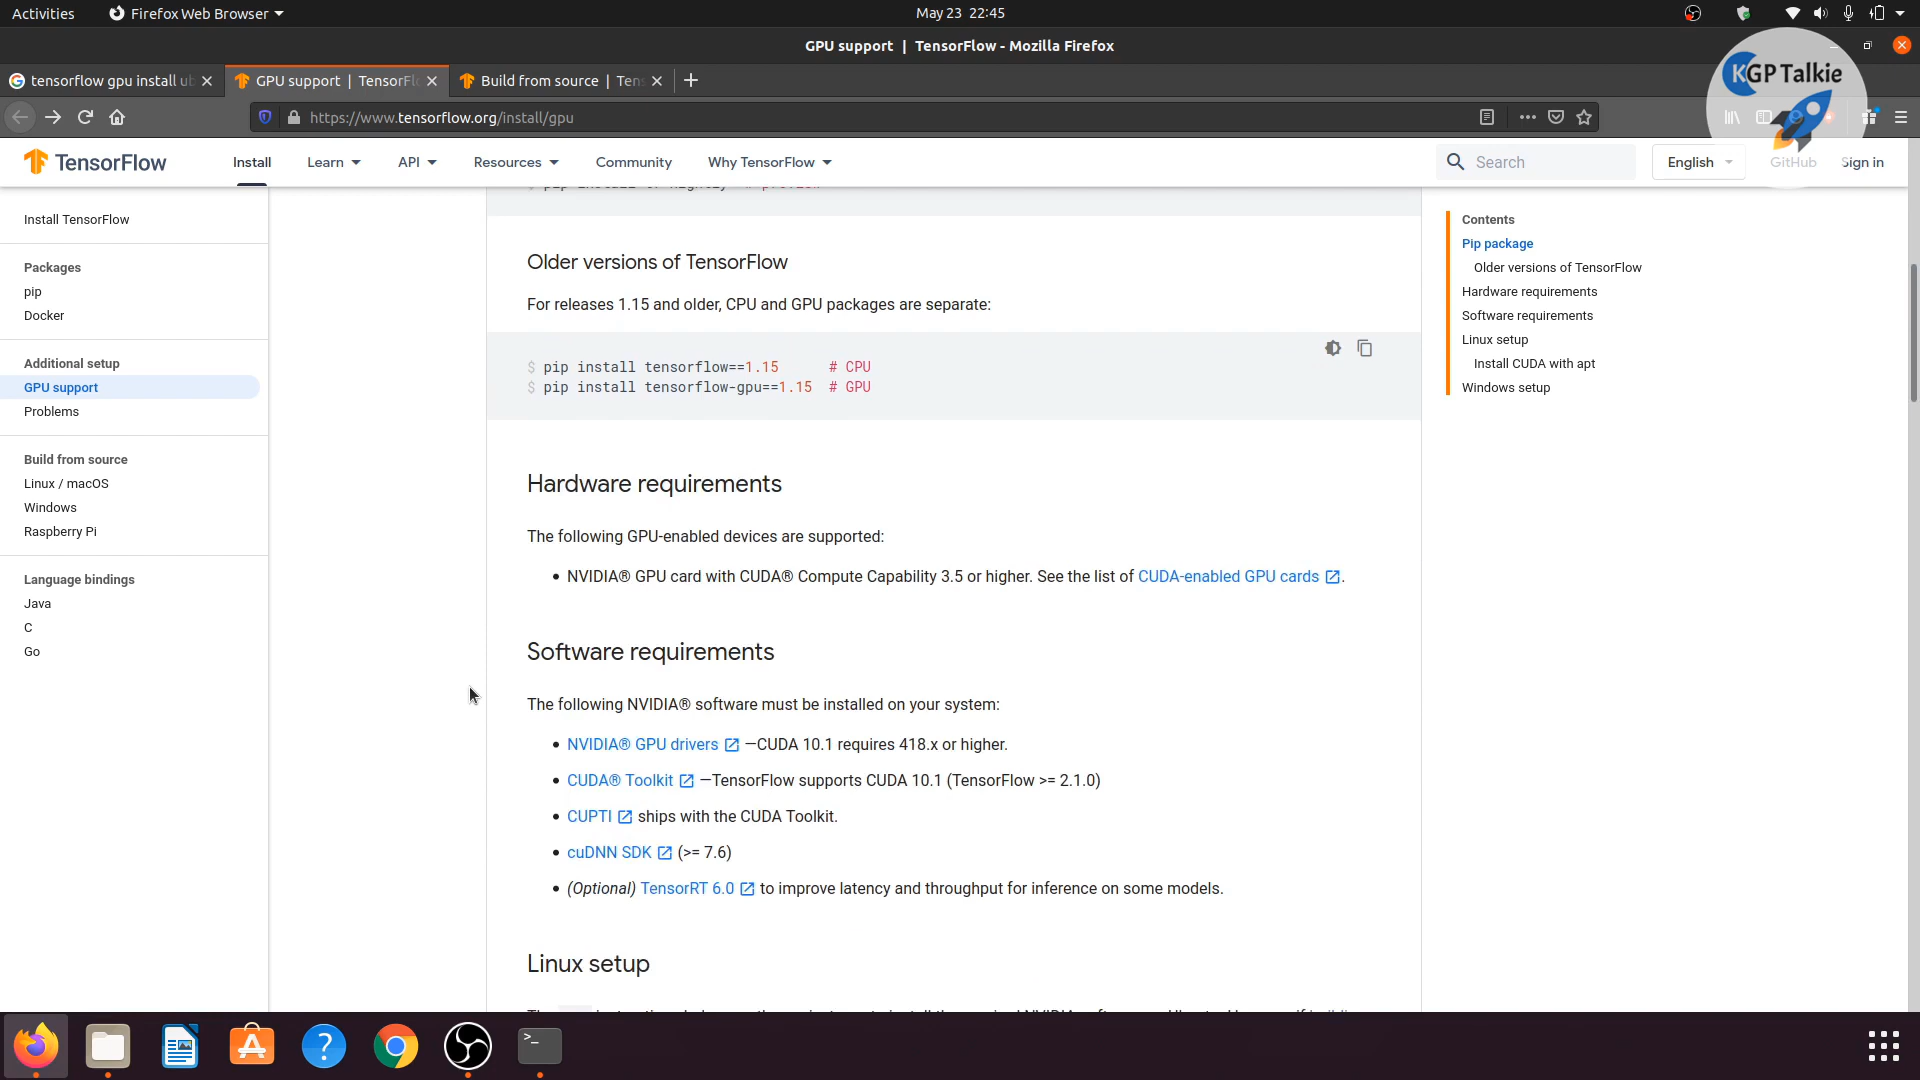 Activities
Firefox Web Browser
May 23 22:45
GPU support | TensorFlow - Mozilla Firefox
KGP Talkie
tensorflow gpu install ub
GPU support | TensorFlo
Build from source | Tens
https://www.tensorflow.org/install/gpu
TensorFlow
Install
Learn
API
Resources
Community
Why TensorFlow
Search
English
GitHub
Sign in
Install TensorFlow
Packages
pip
Docker
Additional setup
GPU support
Problems
Build from source
Linux / macOS
Windows
Raspberry Pi
Language bindings
Java
C
Go
Older versions of TensorFlow
For releases 1.15 and older, CPU and GPU packages are separate:
$ pip install tensorflow==1.15 # CPU
$ pip install tensorflow-gpu==1.15 # GPU
Hardware requirements
The following GPU-enabled devices are supported:
• NVIDIA® GPU card with CUDA® Compute Capability 3.5 or higher. See the list of CUDA-enabled GPU cards.
Software requirements
The following NVIDIA® software must be installed on your system:
• NVIDIA® GPU drivers —CUDA 10.1 requires 418.x or higher.
• CUDA® Toolkit —TensorFlow supports CUDA 10.1 (TensorFlow >= 2.1.0)
• CUPTI ships with the CUDA Toolkit.
• cuDNN SDK (>= 7.6)
• (Optional) TensorRT 6.0 to improve latency and throughput for inference on some models.
Linux setup
Contents
Pip package
Older versions of TensorFlow
Hardware requirements
Software requirements
Linux setup
Install CUDA with apt
Windows setup